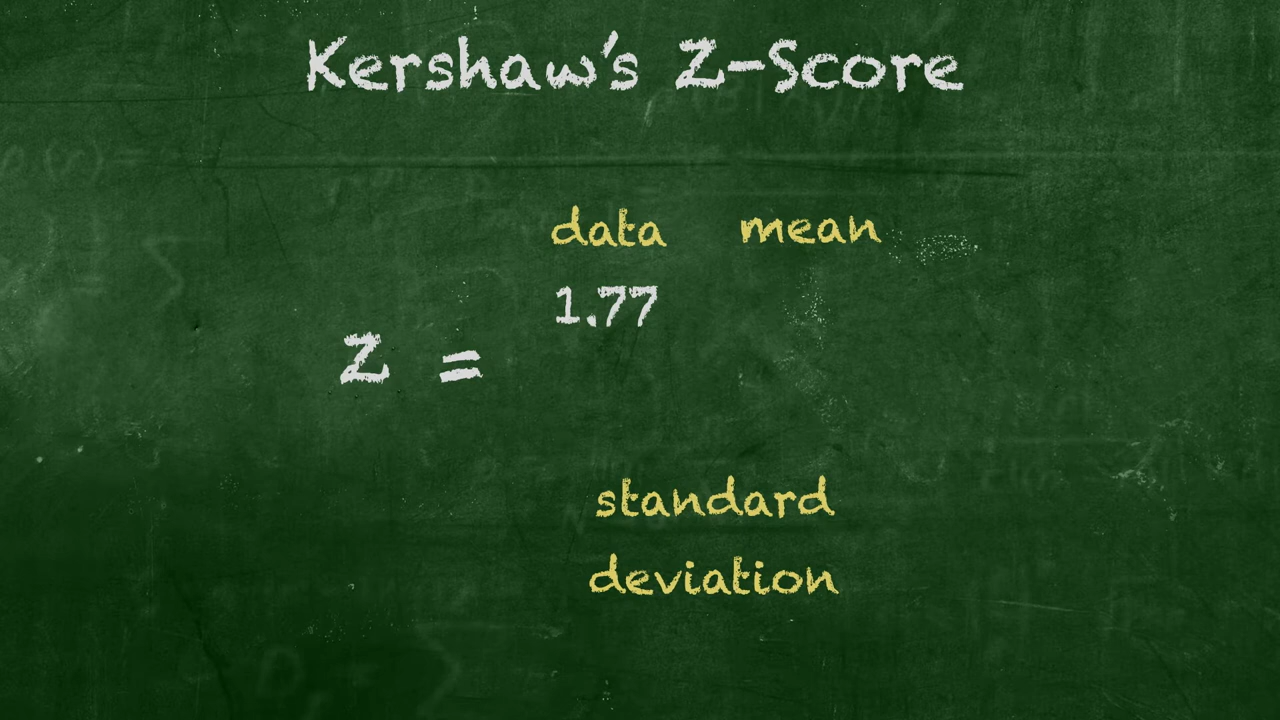 Kershaw's Z-Score
data mean
1.77
Z =
standard
deviation